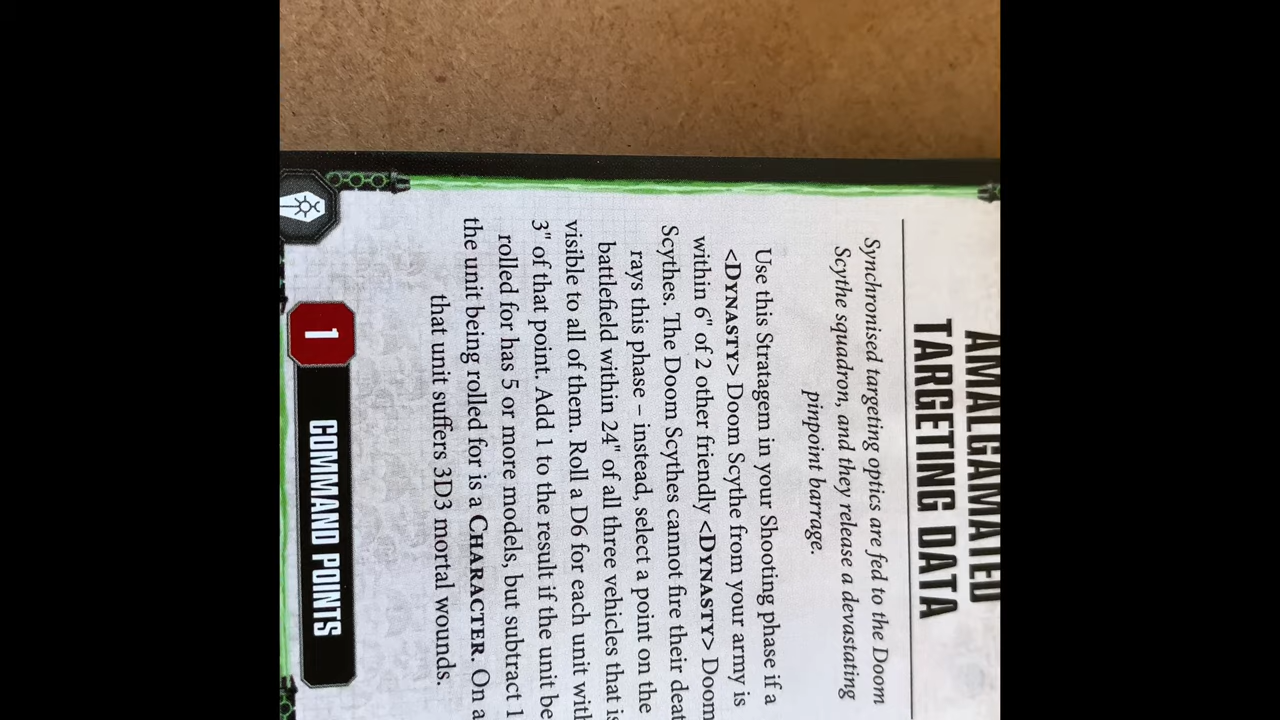 AMALGAMATED
TARGETING DATA
Synchronised targeting optics are fed to the Doom
Scythe squadron, and they release a devastating
pinpoint barrage.
Use this Stratagem in your Shooting phase if a
<DYNASTY> Doom Scythe from your army is
within 6" of 2 other friendly <DYNASTY> Doom
Scythes. The Doom Scythes cannot fire their deat
rays this phase – instead, select a point on the
battlefield within 24" of all three vehicles that is
visible to all of them. Roll a D6 for each unit with
3" of that point. Add 1 to the result if the unit be
rolled for has 5 or more models, but subtract 1
the unit being rolled for is a CHARACTER. On a
that unit suffers 3D3 mortal wounds.
1 COMMAND POINTS